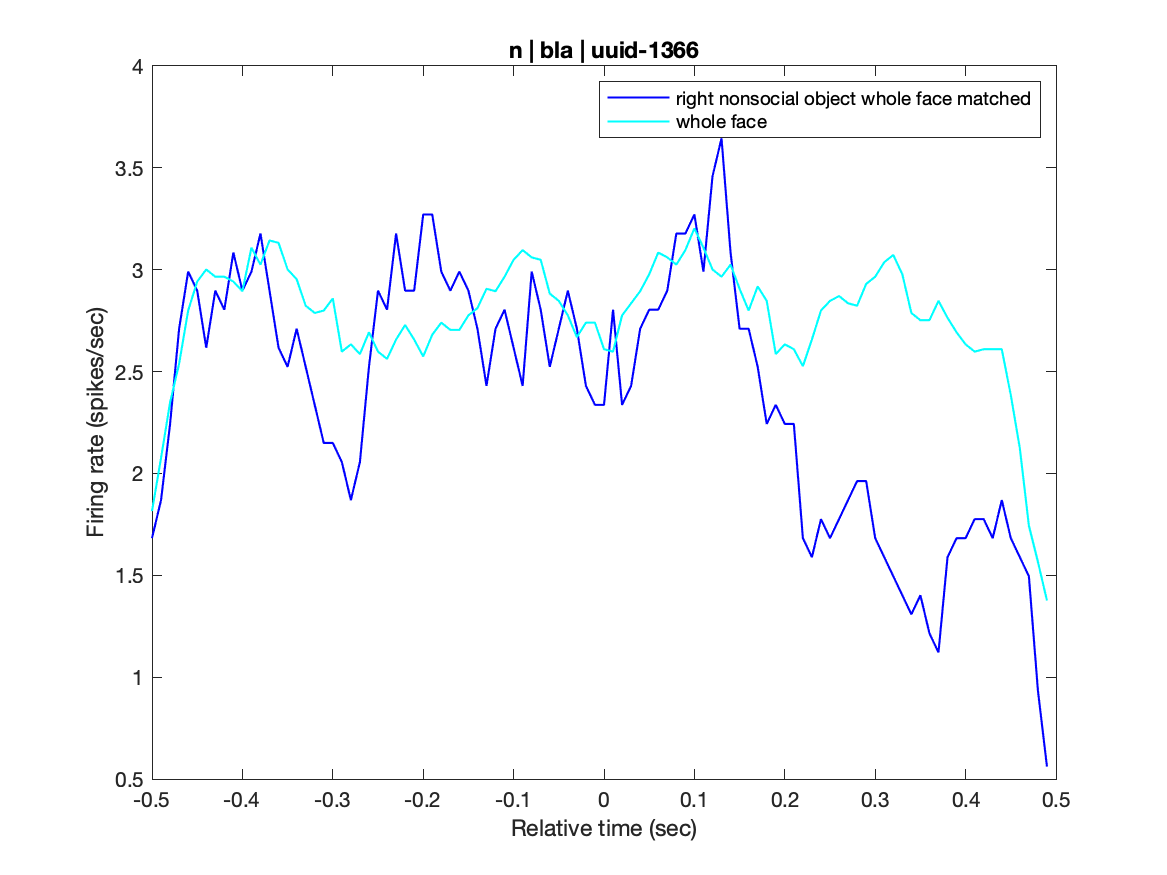 n | bla | uuid-1366
right nonsocial object whole face matched
whole face
Firing rate (spikes/sec)
4
3.5
3
2.5
2
1.5
1
0.5
-0.5 -0.4 -0.3 -0.2 -0.1 0 0.1 0.2 0.3 0.4 0.5
Relative time (sec)